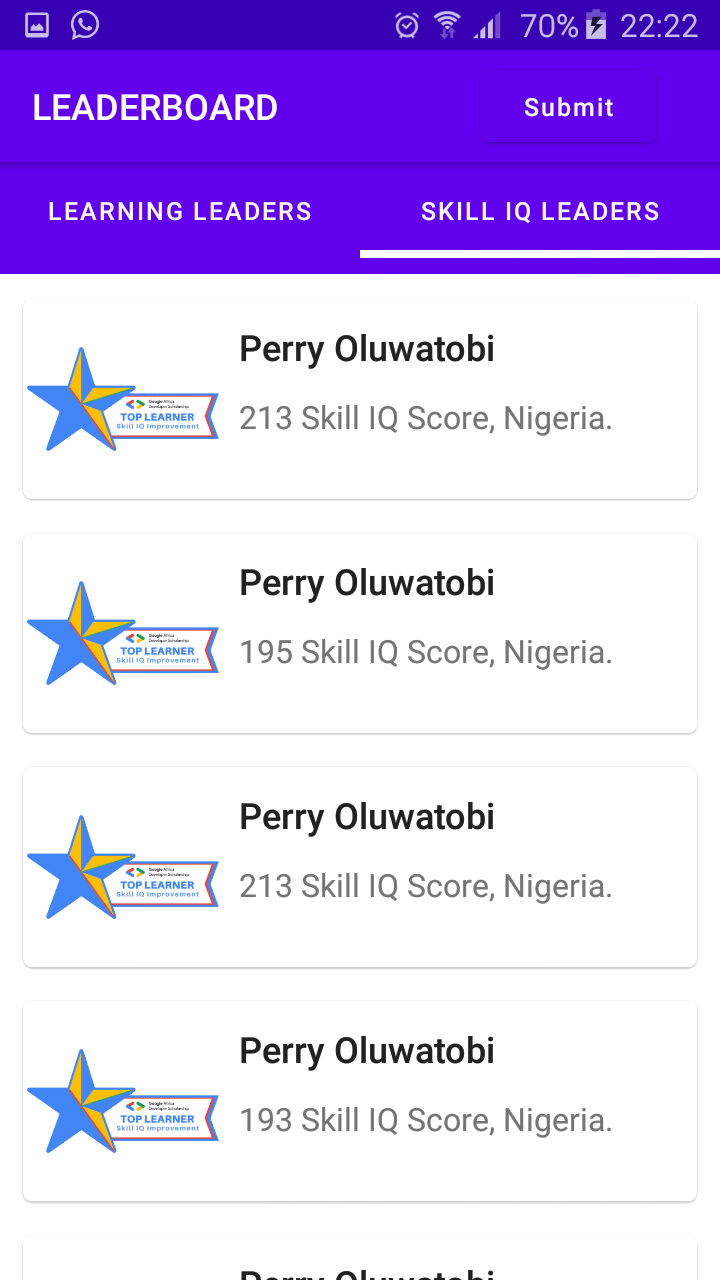 70% 22:22
LEADERBOARD
Submit
LEARNING LEADERS
SKILL IQ LEADERS
Perry Oluwatobi
Google Africa
Developer Scholarship
TOP LEARNER
Skill IQ Improvement
213 Skill IQ Score, Nigeria.
Perry Oluwatobi
Google Africa
Developer Scholarship
TOP LEARNER
Skill IQ Improvement
195 Skill IQ Score, Nigeria.
Perry Oluwatobi
Google Africa
Developer Scholarship
TOP LEARNER
Skill IQ Improvement
213 Skill IQ Score, Nigeria.
Perry Oluwatobi
Google Africa
Developer Scholarship
TOP LEARNER
Skill IQ Improvement
193 Skill IQ Score, Nigeria.
Perry Oluwatobi